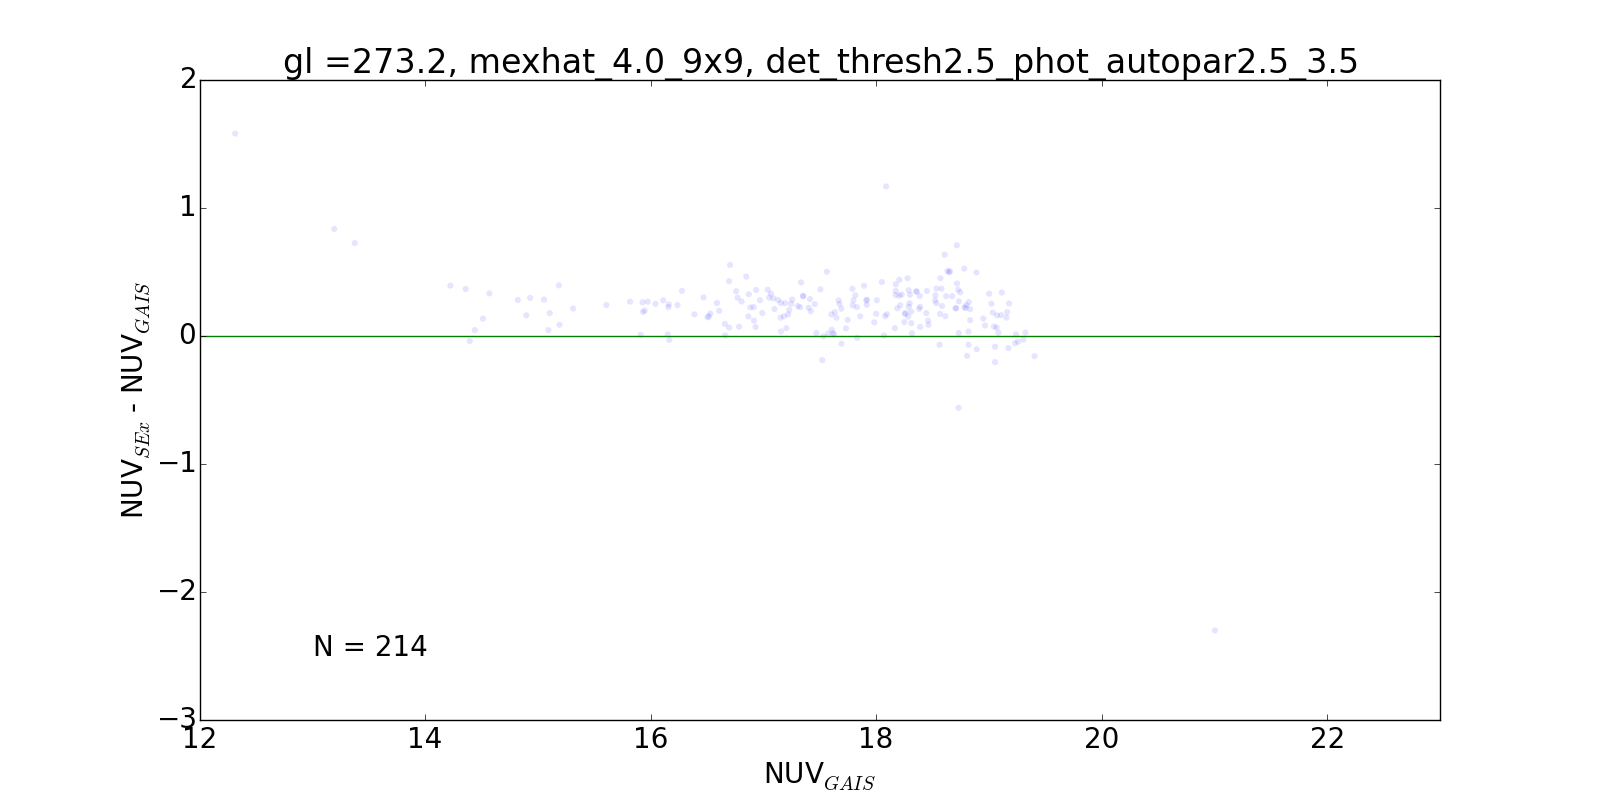 gl =273.2, mexhat_4.0_9x9, det_thresh2.5_phot_autopar2.5_3.5
2
1
0
−1
−2
−3
NUV_SEx - NUV_GAIS
N = 214
12 14 16 18 20 22
NUV_GAIS